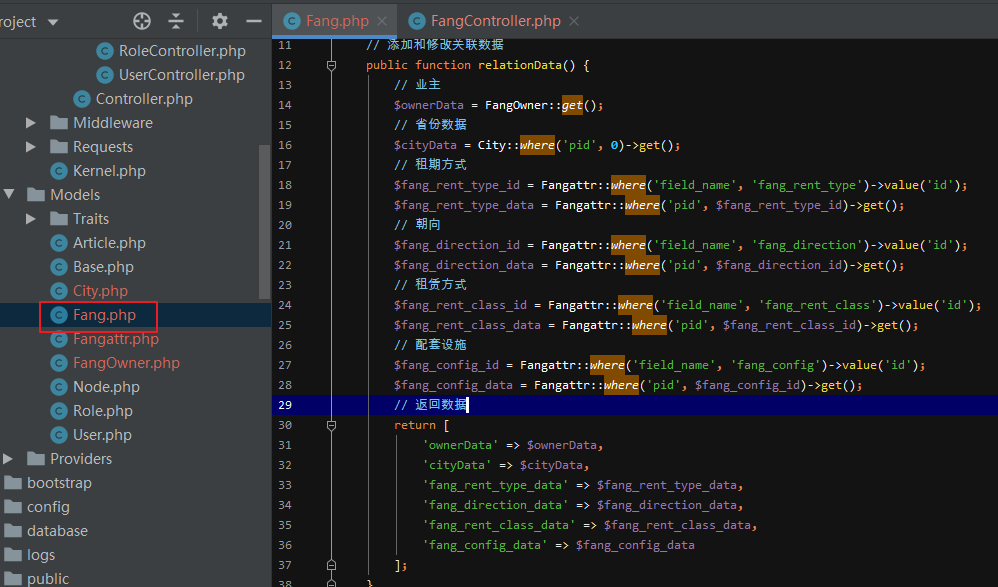 roject
RoleController.php
UserController.php
Controller.php
Middleware
Requests
Kernel.php
Models
Traits
Article.php
Base.php
City.php
Fang.php
Fangattr.php
FangOwner.php
Node.php
Role.php
User.php
Providers
bootstrap
config
database
logs
public
Fang.php
FangController.php
11 // 添加和修改关联数据
12 public function relationData() {
13 // 业主
14 $ownerData = FangOwner::get();
15 // 省份数据
16 $cityData = City::where('pid', 0)->get();
17 // 租期方式
18 $fang_rent_type_id = Fangattr::where('field_name', 'fang_rent_type')->value('id');
19 $fang_rent_type_data = Fangattr::where('pid', $fang_rent_type_id)->get();
20 // 朝向
21 $fang_direction_id = Fangattr::where('field_name', 'fang_direction')->value('id');
22 $fang_direction_data = Fangattr::where('pid', $fang_direction_id)->get();
23 // 租赁方式
24 $fang_rent_class_id = Fangattr::where('field_name', 'fang_rent_class')->value('id');
25 $fang_rent_class_data = Fangattr::where('pid', $fang_rent_class_id)->get();
26 // 配套设施
27 $fang_config_id = Fangattr::where('field_name', 'fang_config')->value('id');
28 $fang_config_data = Fangattr::where('pid', $fang_config_id)->get();
29 // 返回数据
30 return [
31 'ownerData' => $ownerData,
32 'cityData' => $cityData,
33 'fang_rent_type_data' => $fang_rent_type_data,
34 'fang_direction_data' => $fang_direction_data,
35 'fang_rent_class_data' => $fang_rent_class_data,
36 'fang_config_data' => $fang_config_data
37 ];
38 }